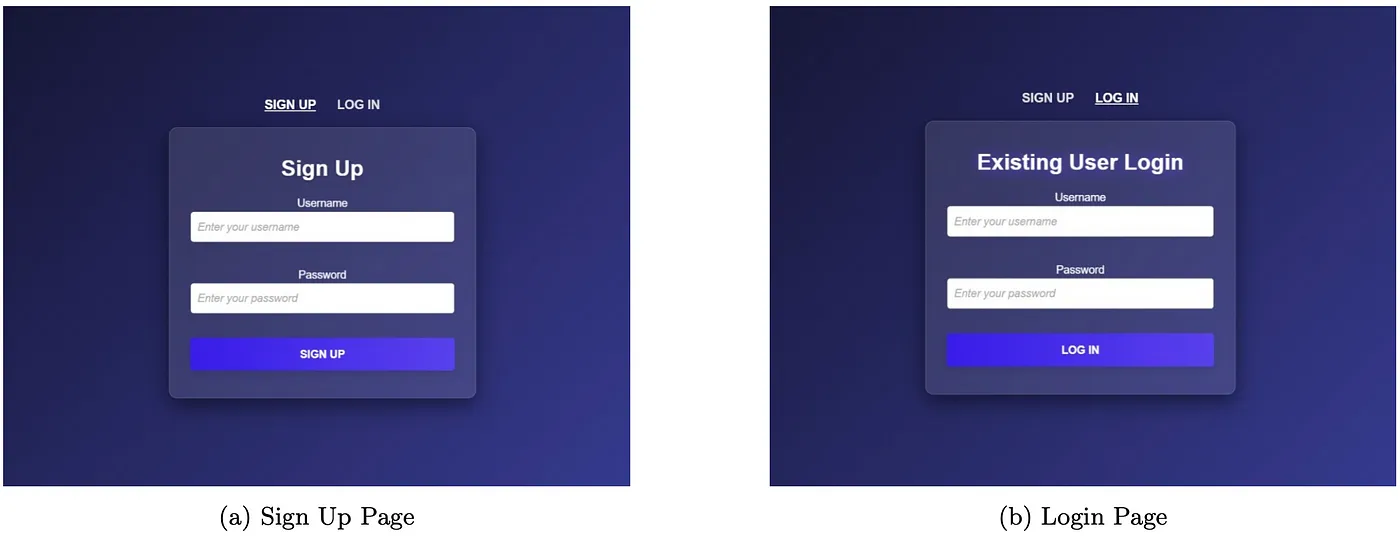 SIGN UP LOG IN
Sign Up
Username
Enter your username
Password
Enter your password
SIGN UP
(a) Sign Up Page
SIGN UP LOG IN
Existing User Login
Username
Enter your username
Password
Enter your password
LOG IN
(b) Login Page